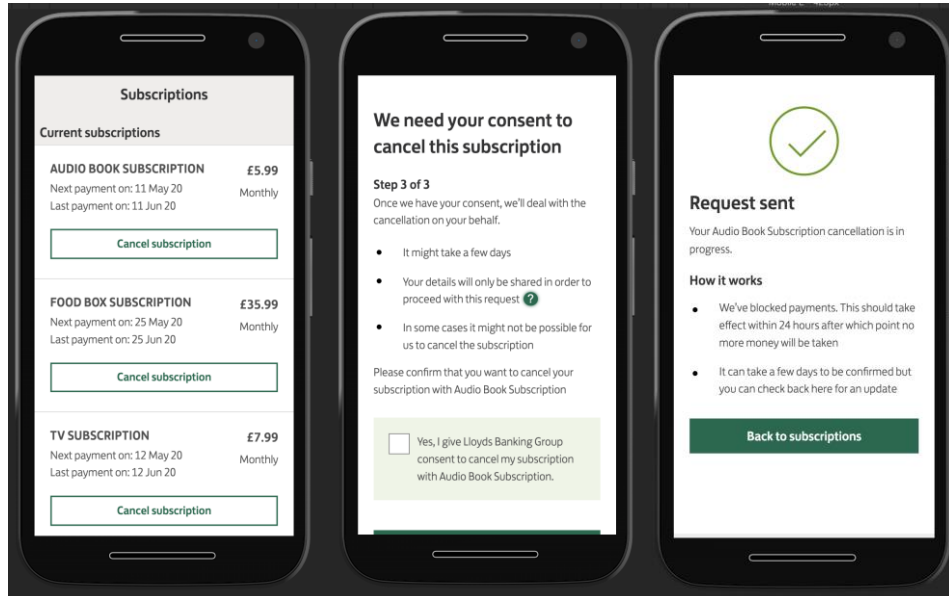 Subscriptions
Current subscriptions
AUDIO BOOK SUBSCRIPTION £5.99
Next payment on: 11 May 20 Monthly
Last payment on: 11 Jun 20
Cancel subscription
FOOD BOX SUBSCRIPTION £35.99
Next payment on: 25 May 20 Monthly
Last payment on: 25 Jun 20
Cancel subscription
TV SUBSCRIPTION £7.99
Next payment on: 12 May 20 Monthly
Last payment on: 12 Jun 20
Cancel subscription
We need your consent to
cancel this subscription
Step 3 of 3
Once we have your consent, we'll deal with the
cancellation on your behalf.
• It might take a few days
• Your details will only be shared in order to
proceed with this request ?
• In some cases it might not be possible for
us to cancel the subscription
Please confirm that you want to cancel your
subscription with Audio Book Subscription
Yes, I give Lloyds Banking Group
consent to cancel my subscription
with Audio Book Subscription.
Request sent
Your Audio Book Subscription cancellation is in
progress.
How it works
• We've blocked payments. This should take
effect within 24 hours after which point no
more money will be taken
• It can take a few days to be confirmed but
you can check back here for an update
Back to subscriptions